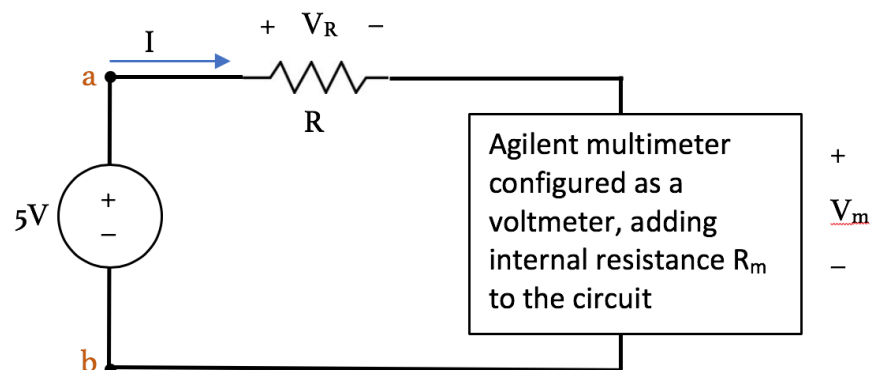 + VR −
I
a
R
Agilent multimeter
configured as a
voltmeter, adding
internal resistance Rm
to the circuit
+
Vm
−
5V
+
−
b